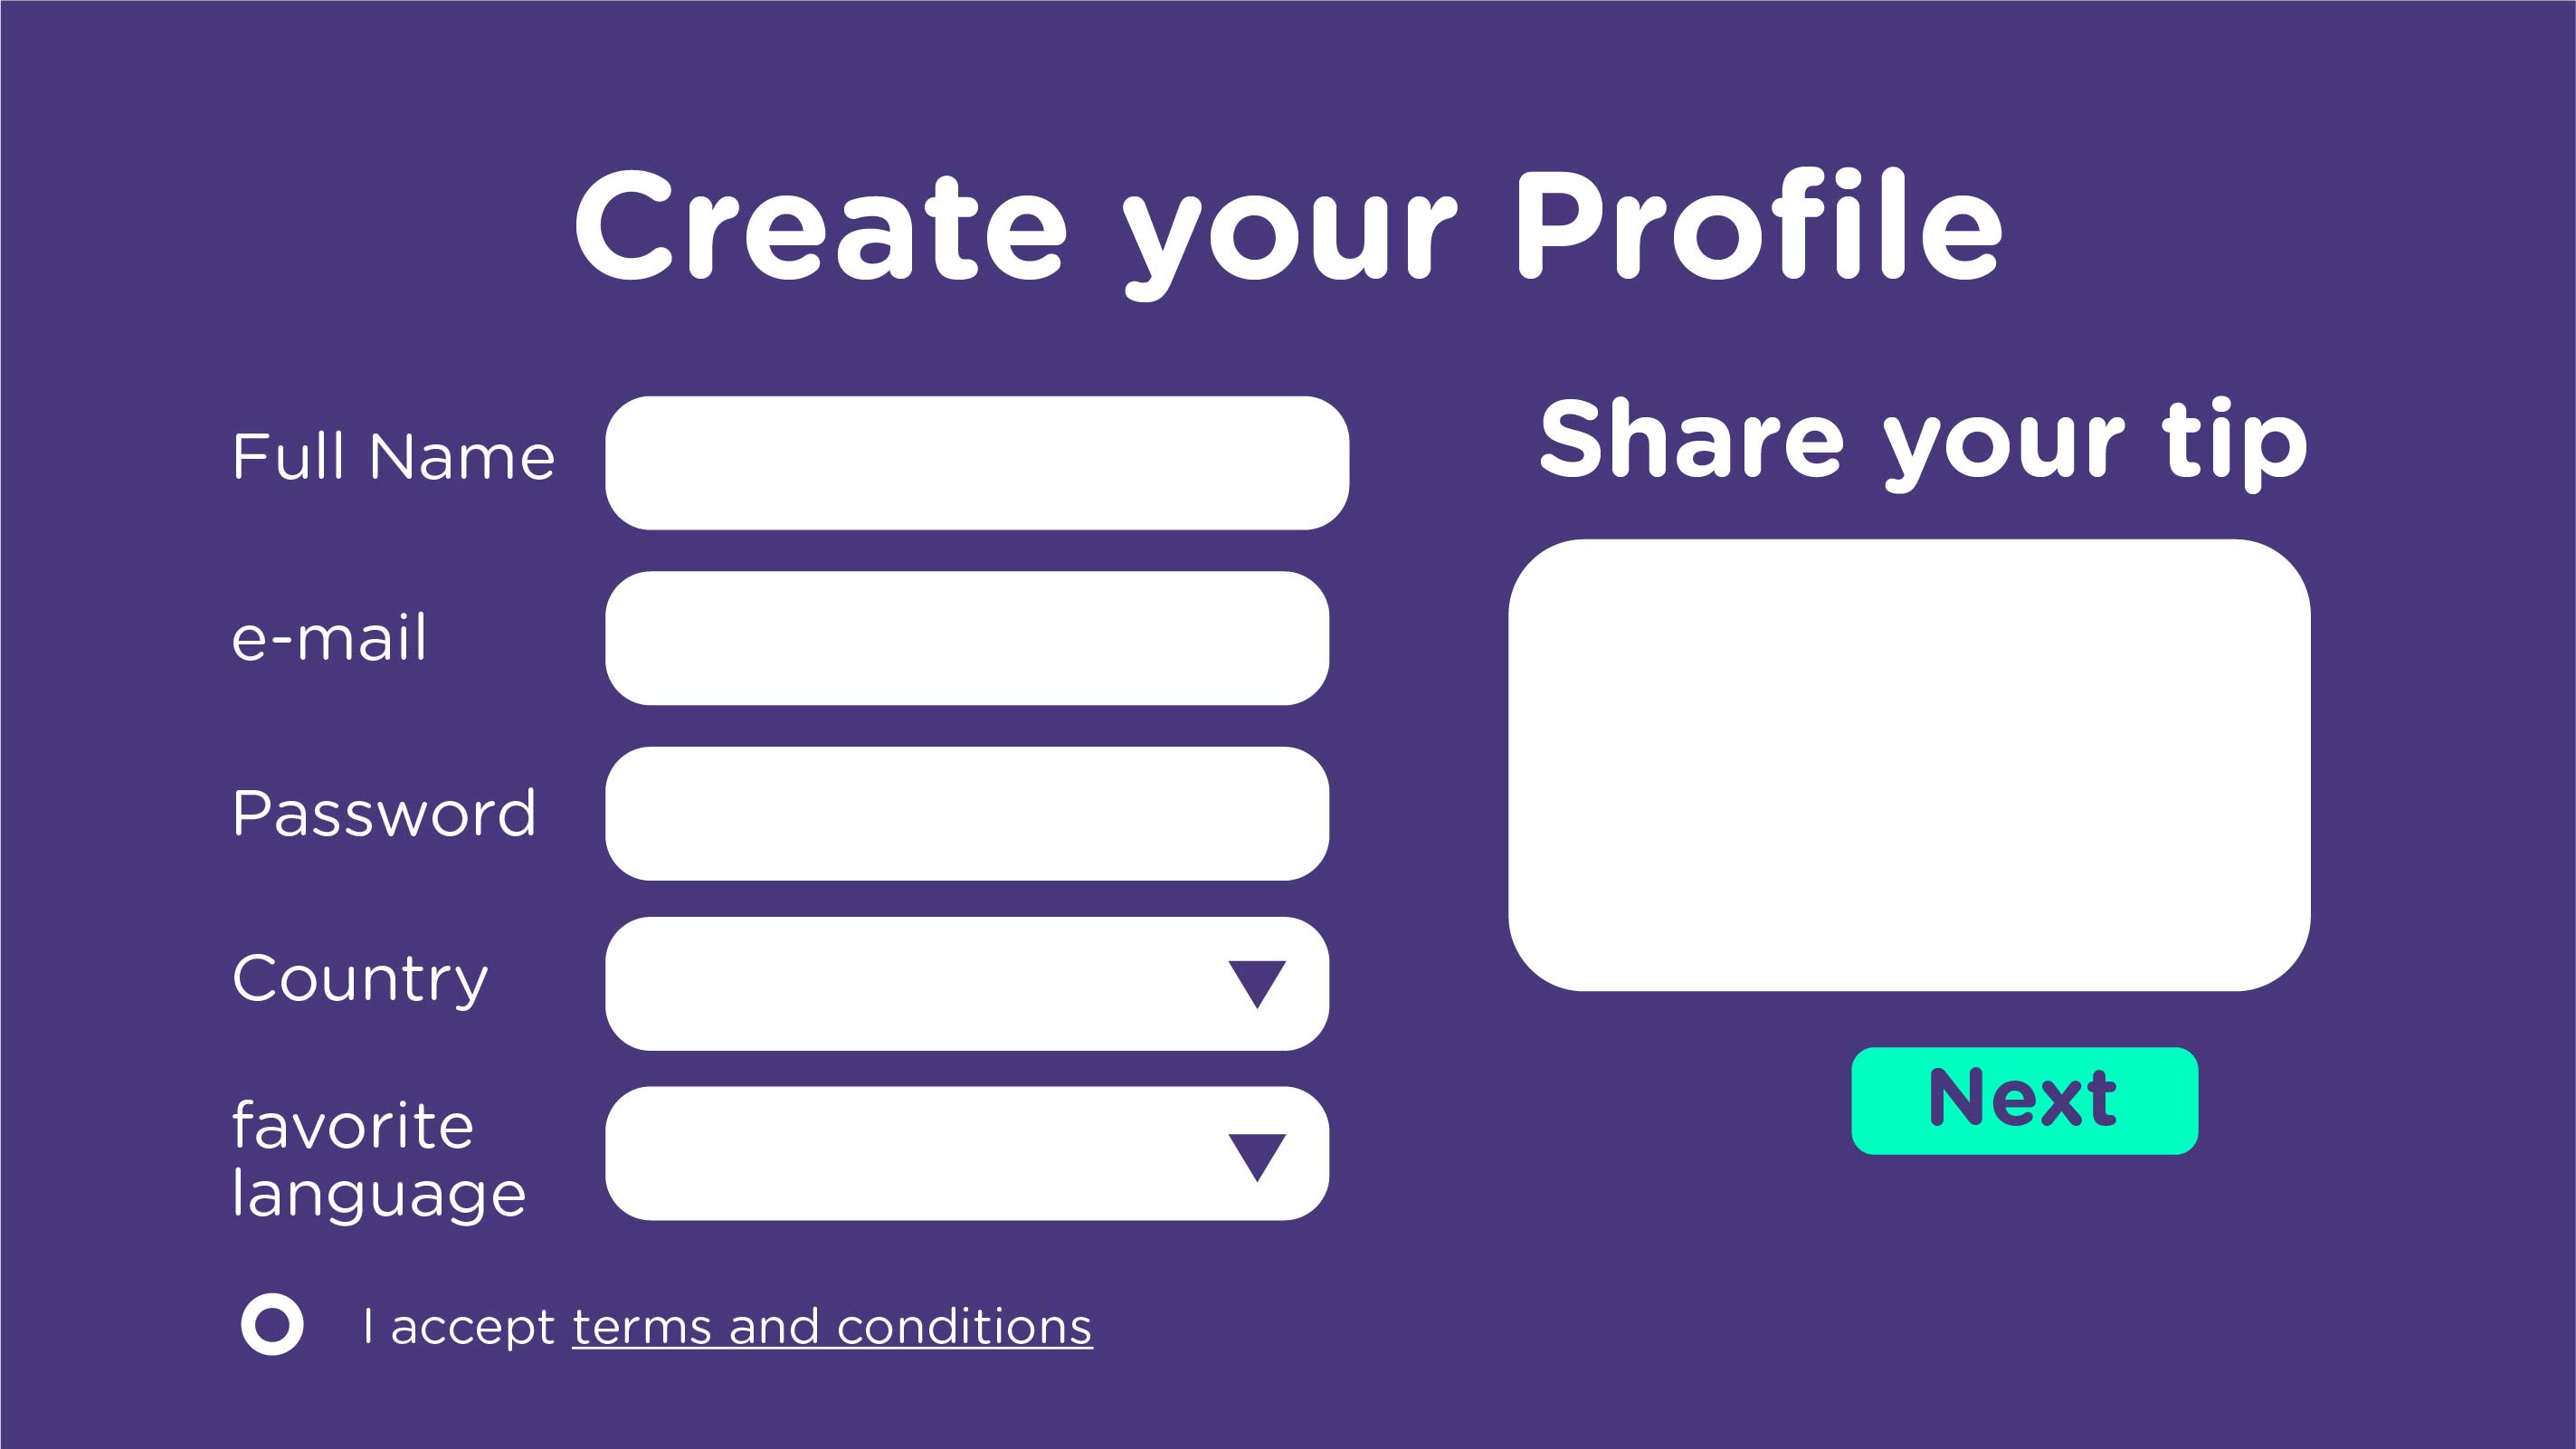 Create your Profile
Full Name
e-mail
Password
Country
favorite
language
I accept terms and conditions
Share your tip
Next